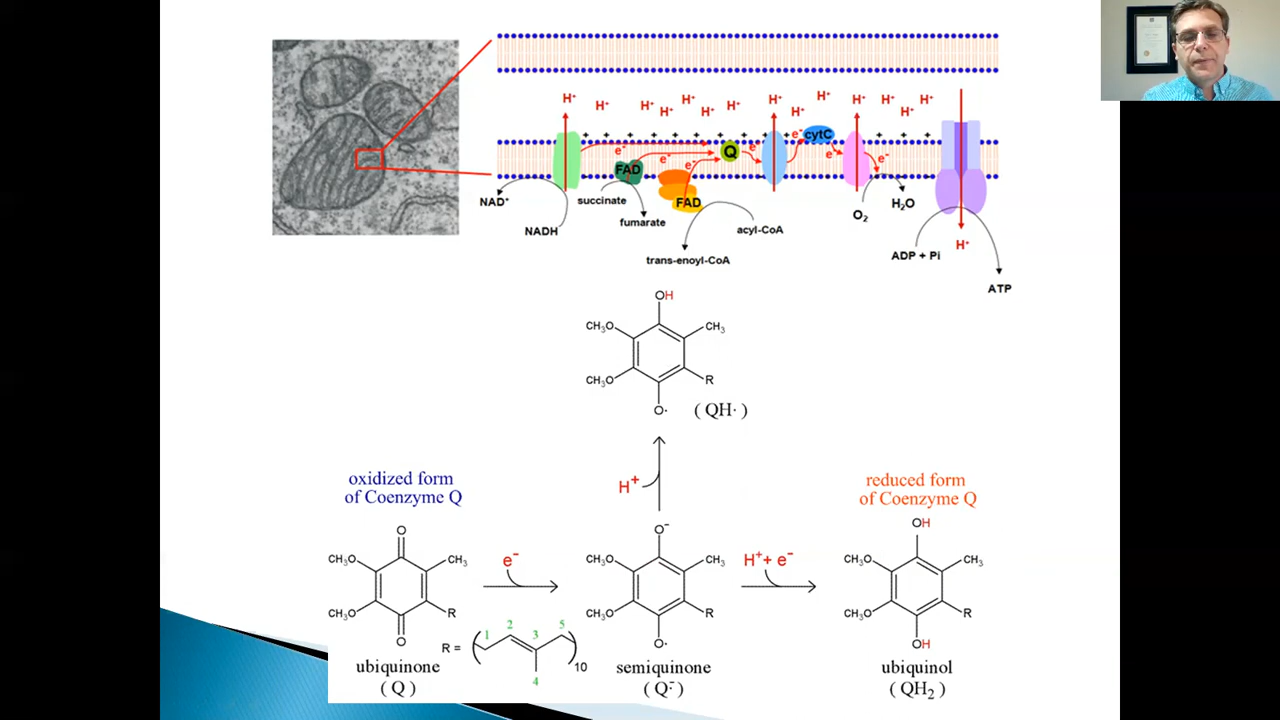 H⁺ H⁺ H⁺ H⁺ H⁺ H⁺ H⁺ H⁺ H⁺ H⁺ H⁺ H⁺ H⁺ H⁺
+ + + + + + + + + + + + +
e⁻ e⁻ e⁻ Q e⁻ e⁻ cytC e⁻ e⁻
FAD
NAD⁺ succinate FAD O₂ H₂O
NADH fumarate acyl-CoA
H⁺
trans-enoyl-CoA ADP + Pi
ATP
OH
CH₃O CH₃
CH₃O R
O· ( QH· )
H⁺
oxidized form
of Coenzyme Q
reduced form
of Coenzyme Q
O O⁻ OH
CH₃O CH₃ e⁻ CH₃O CH₃ H⁺+ e⁻ CH₃O CH₃
CH₃O R CH₃O R CH₃O R
O O· OH
R = ( 1 2 3 4 5 )10
ubiquinone semiquinone ubiquinol
( Q ) ( Q·⁻ ) ( QH₂ )